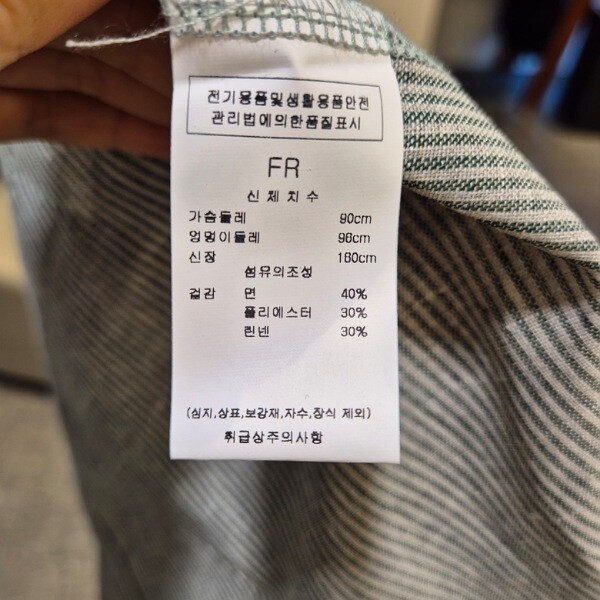 전기용품및생활용품안전
관리법에의한품질표시
FR
신체치수
가슴둘레 90cm
엉덩이둘레 96cm
신장 160cm
섬유의조성
겉감 면 40%
폴리에스터 30%
린넨 30%
(심지,상표,보강재,자수,장식 제외)
취급상주의사항